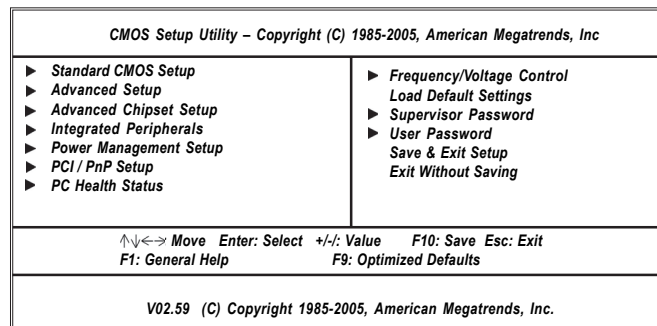 CMOS Setup Utility – Copyright (C) 1985-2005, American Megatrends, Inc
▶ Standard CMOS Setup
▶ Advanced Setup
▶ Advanced Chipset Setup
▶ Integrated Peripherals
▶ Power Management Setup
▶ PCI / PnP Setup
▶ PC Health Status
▶ Frequency/Voltage Control
Load Default Settings
▶ Supervisor Password
▶ User Password
Save & Exit Setup
Exit Without Saving
↑↓←→ Move Enter: Select +/-/: Value F10: Save Esc: Exit
F1: General Help F9: Optimized Defaults
V02.59 (C) Copyright 1985-2005, American Megatrends, Inc.